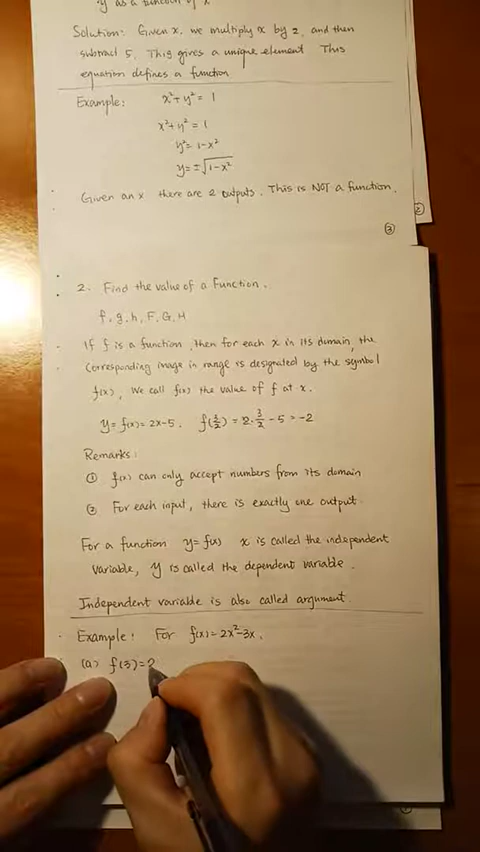 y as a function of x
Solution: Given x, we multiply x by 2, and then
subtract 5. This gives a unique element This
equation defines a function
Example: x²+y² = 1
x²+y² = 1
y² = 1-x²
y = ±√1-x²
Given an x there are 2 outputs. This is NOT a function.
②
③
2. Find the value of a Function.
f, g, h, F, G, H
If f is a function, then for each x in its domain, the
corresponding image in range is designated by the symbol
f(x), We call f(x) the value of f at x.
y = f(x) = 2x-5. f(3/2) = 2·3/2 - 5 = -2
Remarks:
① f(x) can only accept numbers from its domain
② For each input, there is exactly one output.
For a function y = f(x) x is called the independent
variable, y is called the dependent variable.
Independent variable is also called argument.
Example: For f(x) = 2x²-3x,
(a) f(3) = 2